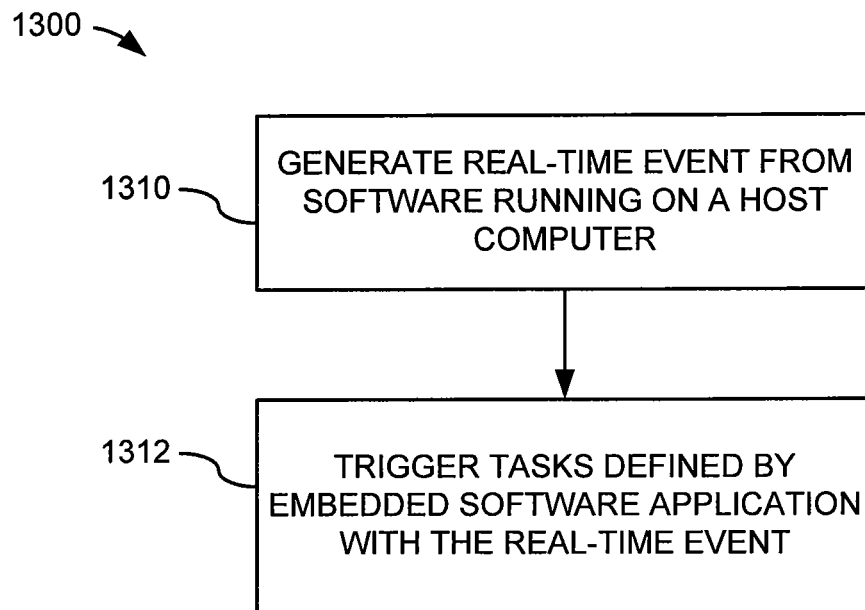 1300
1310
GENERATE REAL-TIME EVENT FROM
SOFTWARE RUNNING ON A HOST
COMPUTER
1312
TRIGGER TASKS DEFINED BY
EMBEDDED SOFTWARE APPLICATION
WITH THE REAL-TIME EVENT